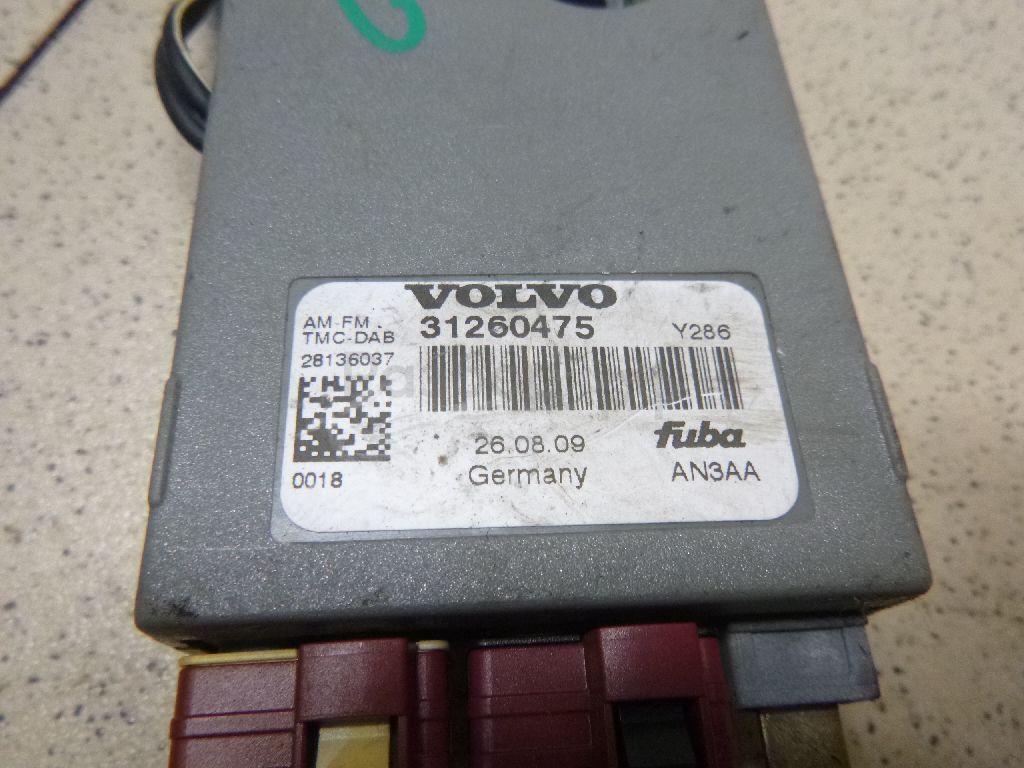 VOLVO
AM-FM
TMC-DAB
31260475
Y286
28136037
26.08.09
fuba
0018
Germany
AN3AA